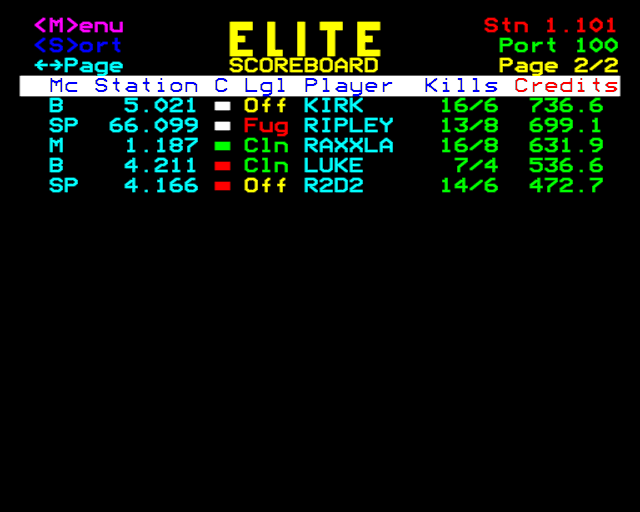 <M>enu ELITE Stn 1.101
<S>ort Port 100
←→Page SCOREBOARD Page 2/2
Mc Station C Lgl Player Kills Credits
B 5.021 Off KIRK 16/6 736.6
SP 66.099 Fug RIPLEY 13/8 699.1
M 1.187 Cln RAXXLA 16/8 631.9
B 4.211 Cln LUKE 7/4 536.6
SP 4.166 Off R2D2 14/6 472.7